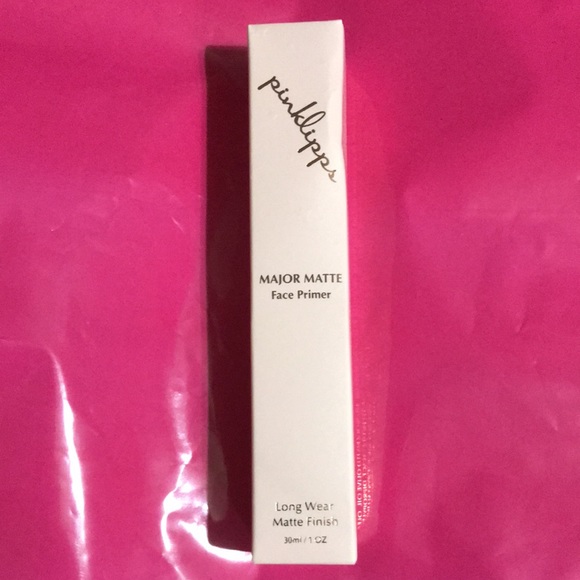 pinklipps
MAJOR MATTE
Face Primer
Long Wear
Matte Finish
30ml / 1 OZ